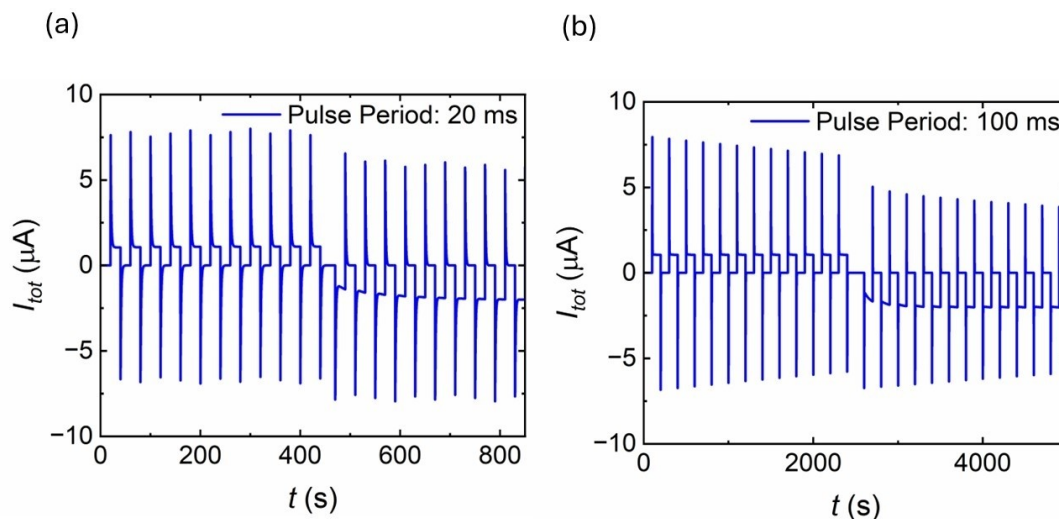 (a)
(b)
Pulse Period: 20 ms
10
5
0
−5
−10
I_tot (µA)
0
200
400
600
800
t (s)
Pulse Period: 100 ms
10
5
0
−5
−10
I_tot (µA)
0
2000
4000
t (s)